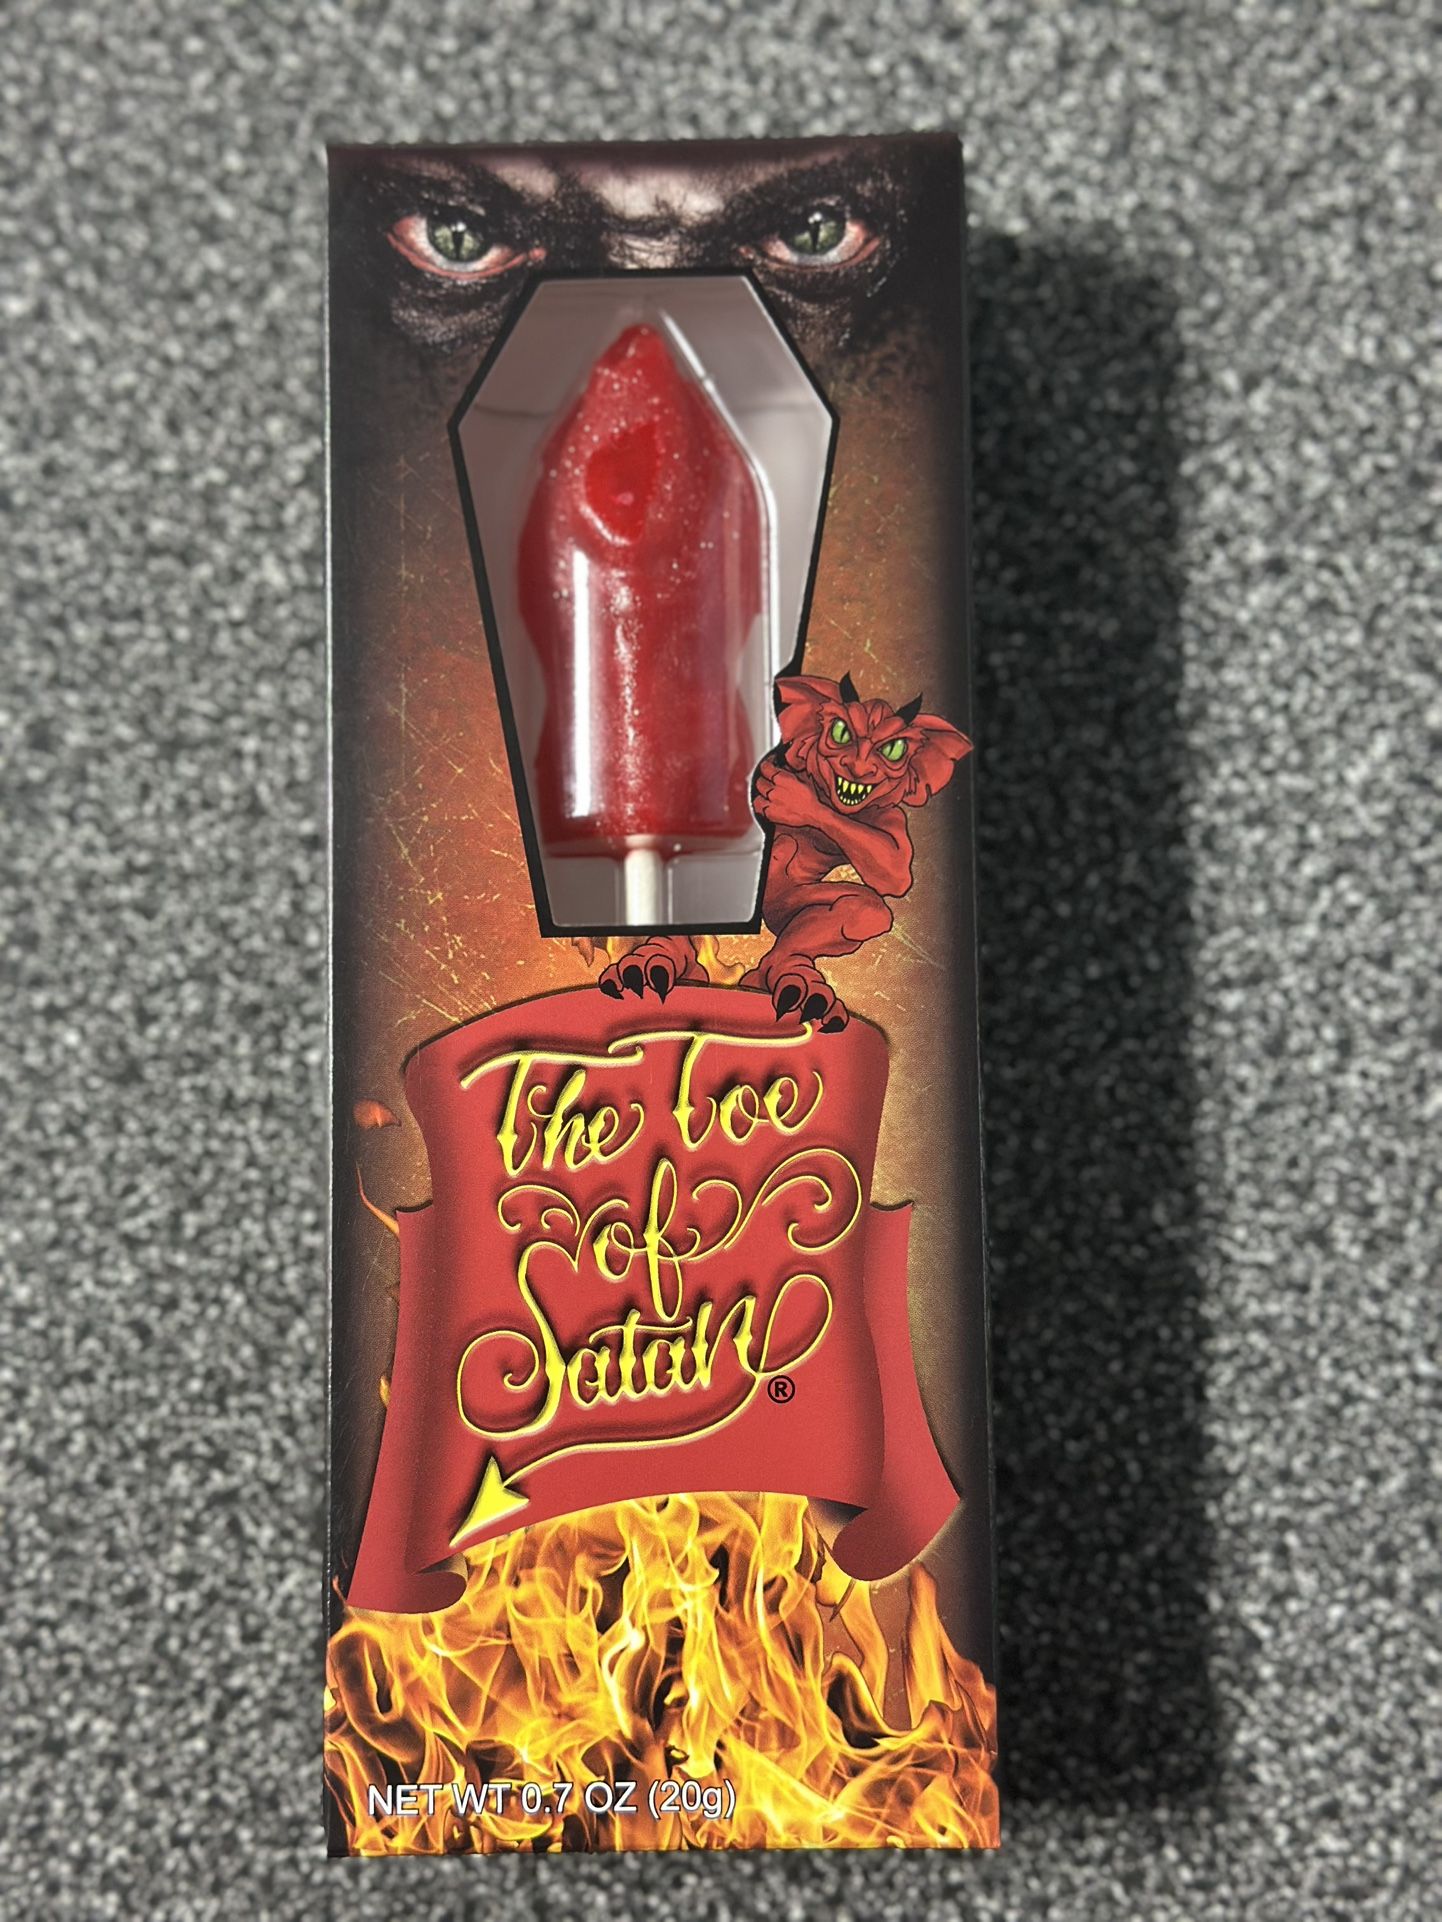 The Toe
of
Satan®
NET WT 0.7 OZ (20g)